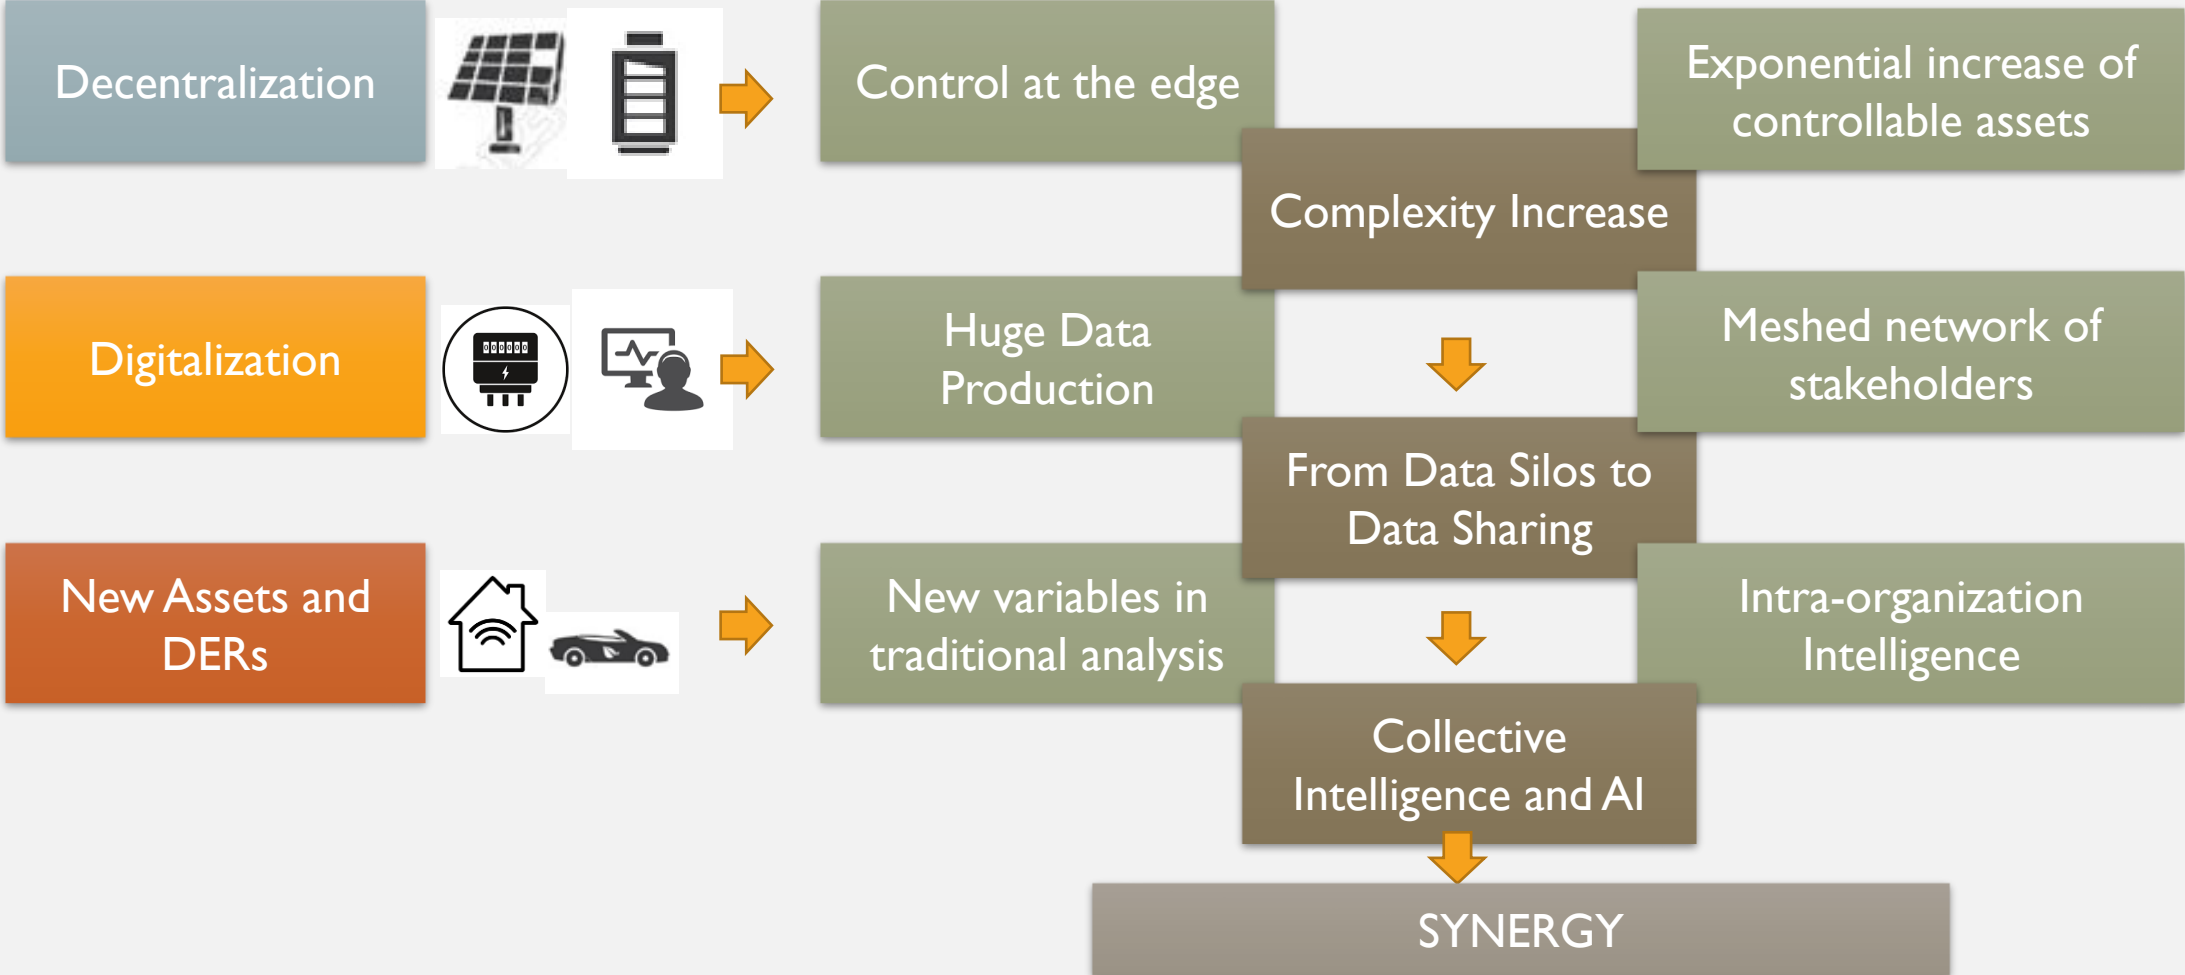 Decentralization
Control at the edge
Exponential increase of
controllable assets
Complexity Increase
Digitalization
000000
Huge Data
Production
Meshed network of
stakeholders
From Data Silos to
Data Sharing
New Assets and
DERs
New variables in
traditional analysis
Intra-organization
Intelligence
Collective
Intelligence and AI
SYNERGY